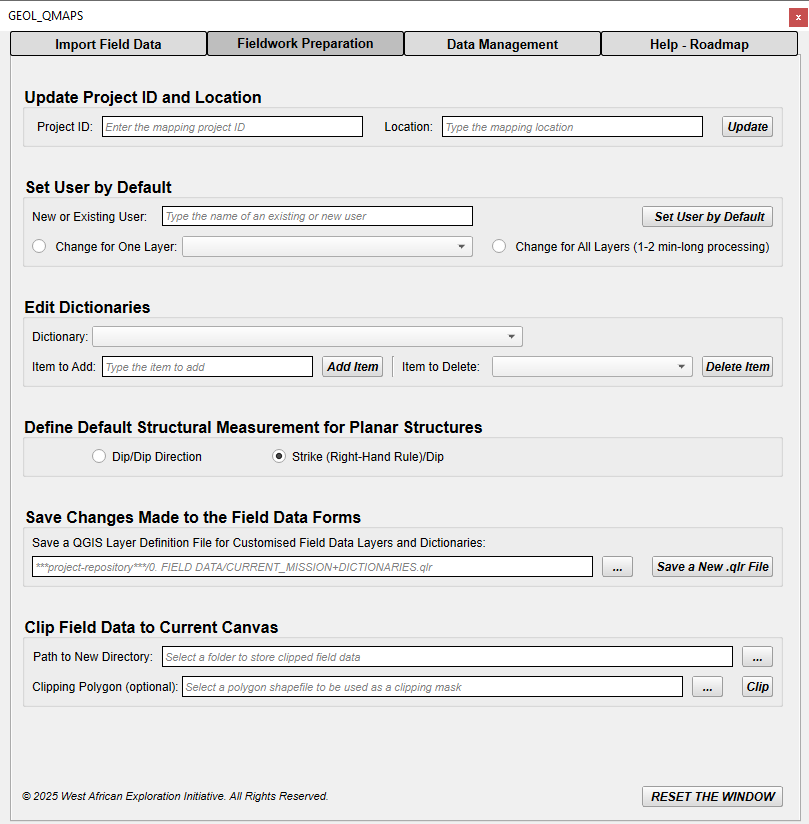 GEOL_QMAPS
x
Import Field Data Fieldwork Preparation Data Management Help - Roadmap
Update Project ID and Location
Project ID: Enter the mapping project ID Location: Type the mapping location Update
Set User by Default
New or Existing User: Type the name of an existing or new user Set User by Default
Change for One Layer: Change for All Layers (1-2 min-long processing)
Edit Dictionaries
Dictionary:
Item to Add: Type the item to add Add Item Item to Delete: Delete Item
Define Default Structural Measurement for Planar Structures
Dip/Dip Direction Strike (Right-Hand Rule)/Dip
Save Changes Made to the Field Data Forms
Save a QGIS Layer Definition File for Customised Field Data Layers and Dictionaries:
***project-repository***/0. FIELD DATA/CURRENT_MISSION+DICTIONARIES.qlr ... Save a New .qlr File
Clip Field Data to Current Canvas
Path to New Directory: Select a folder to store clipped field data ...
Clipping Polygon (optional): Select a polygon shapefile to be used as a clipping mask ... Clip
© 2025 West African Exploration Initiative. All Rights Reserved. RESET THE WINDOW